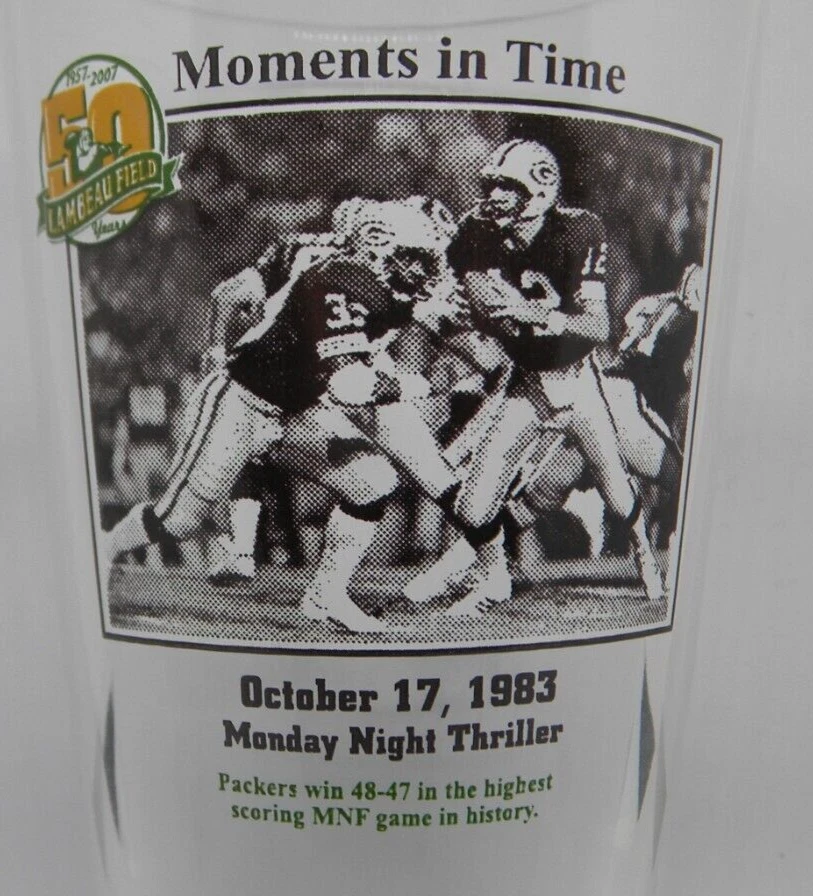 Moments in Time
1957-2007
50
LAMBEAU FIELD
Years
G
12
October 17, 1983
Monday Night Thriller
Packers win 48-47 in the highest
scoring MNF game in history.